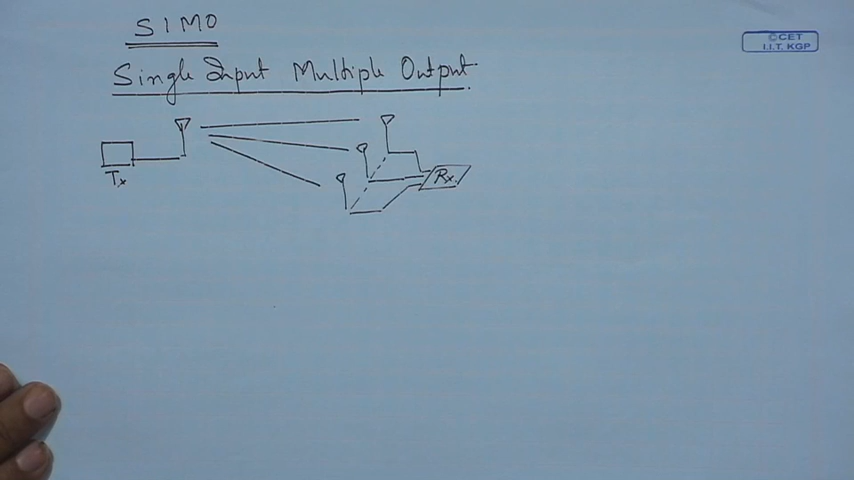 SIMO
©CET
I.I.T. KGP
Single Input Multiple Output.
Tx
Rx.